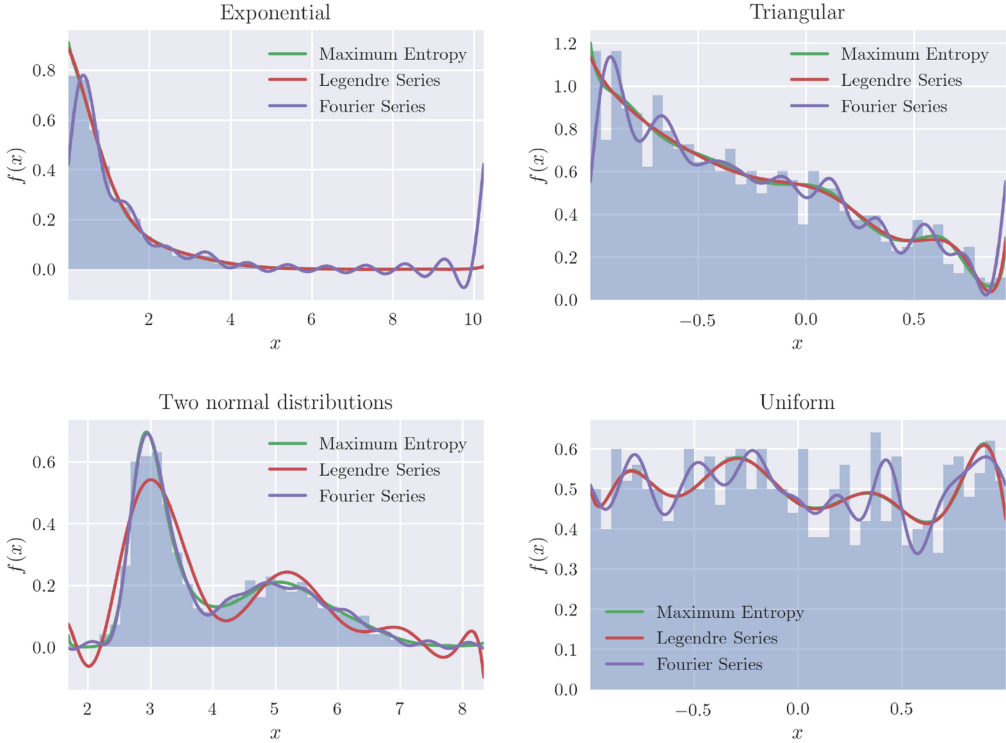 Exponential
Maximum Entropy
Legendre Series
Fourier Series
0.8
0.6
0.4
0.2
0.0
f(x)
2
4
6
8
10
x
Triangular
Maximum Entropy
Legendre Series
Fourier Series
1.2
1.0
0.8
0.6
0.4
0.2
0.0
f(x)
−0.5
0.0
0.5
x
Two normal distributions
Maximum Entropy
Legendre Series
Fourier Series
0.6
0.4
0.2
0.0
f(x)
2
3
4
5
6
7
8
x
Uniform
0.6
0.5
0.4
0.3
0.2
0.1
0.0
f(x)
Maximum Entropy
Legendre Series
Fourier Series
−0.5
0.0
0.5
x